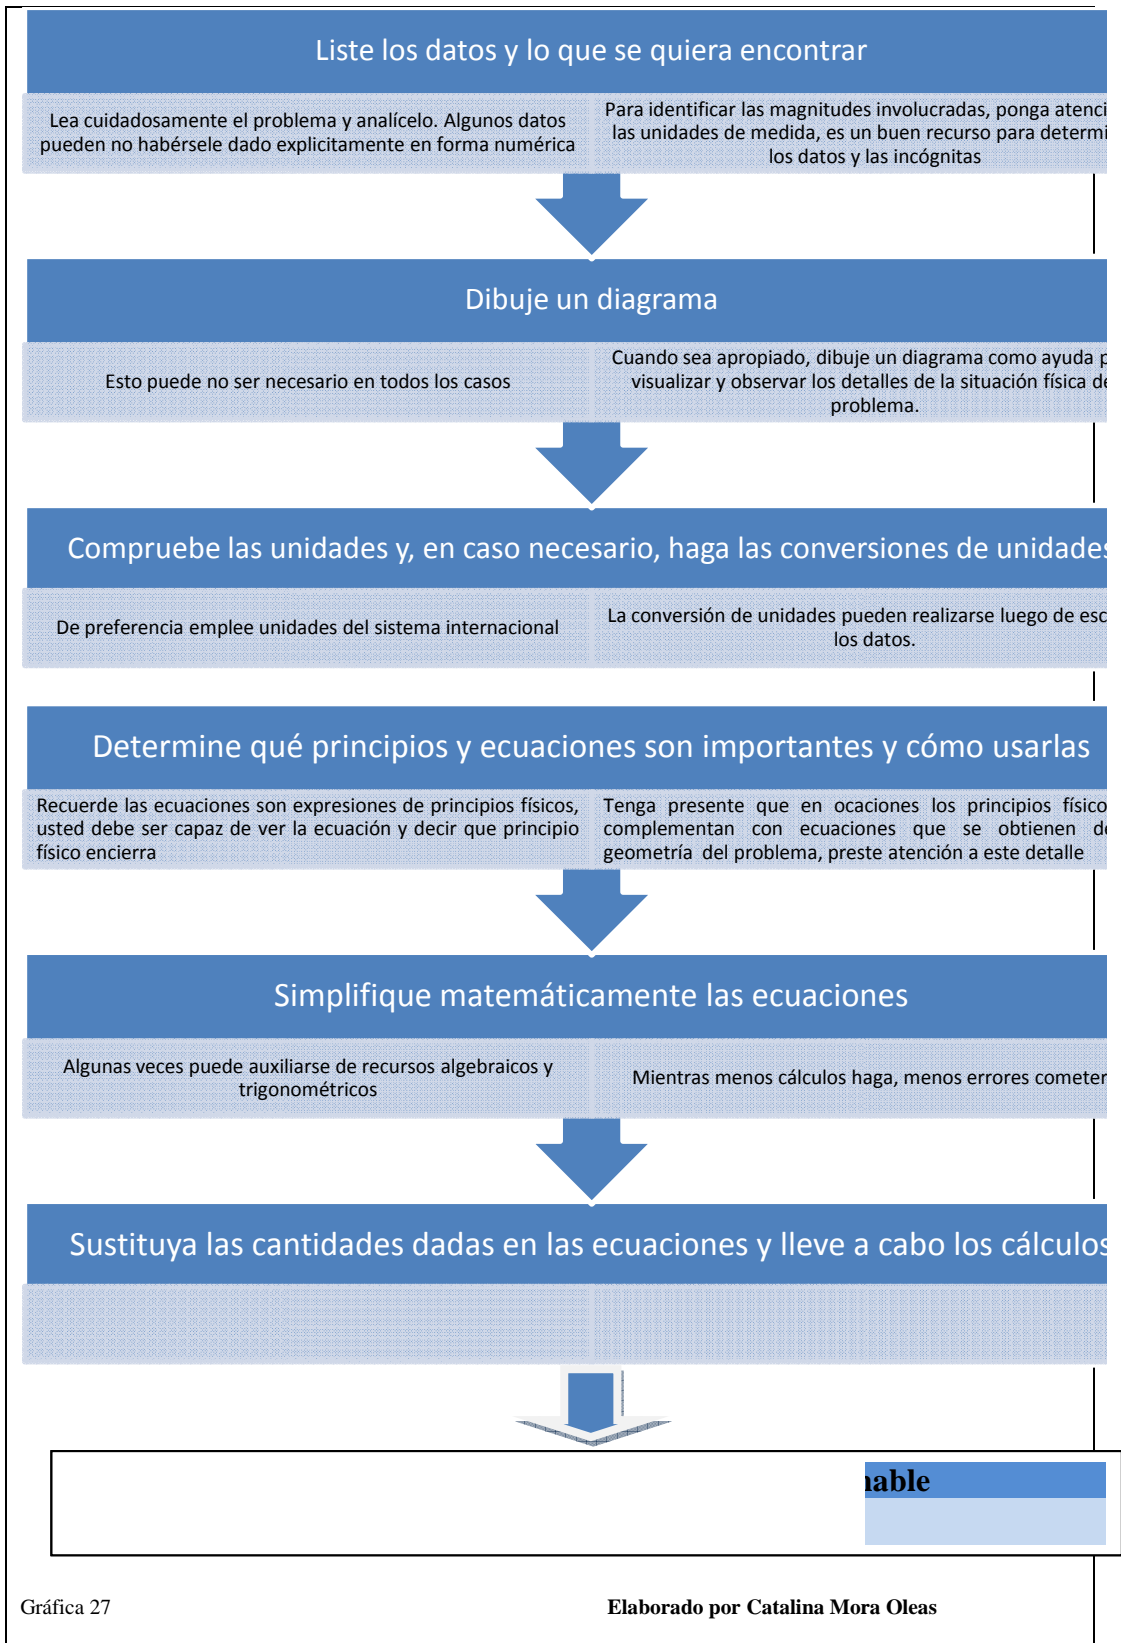 Liste los datos y lo que se quiera encontrar
Lea cuidadosamente el problema y analícelo. Algunos datos
pueden no habérsele dado explicitamente en forma numérica
Para identificar las magnitudes involucradas, ponga atenci
las unidades de medida, es un buen recurso para determi
los datos y las incógnitas
Dibuje un diagrama
Esto puede no ser necesario en todos los casos
Cuando sea apropiado, dibuje un diagrama como ayuda p
visualizar y observar los detalles de la situación física de
problema.
Compruebe las unidades y, en caso necesario, haga las conversiones de unidades
De preferencia emplee unidades del sistema internacional
La conversión de unidades pueden realizarse luego de esc
los datos.
Determine qué principios y ecuaciones son importantes y cómo usarlas
Recuerde las ecuaciones son expresiones de principios físicos,
usted debe ser capaz de ver la ecuación y decir que principio
físico encierra
Tenga presente que en ocaciones los principios físico
complementan con ecuaciones que se obtienen de
geometría del problema, preste atención a este detalle
Simplifique matemáticamente las ecuaciones
Algunas veces puede auxiliarse de recursos algebraicos y
trigonométricos
Mientras menos cálculos haga, menos errores cometer
Sustituya las cantidades dadas en las ecuaciones y lleve a cabo los cálculos
nable
Gráfica 27
Elaborado por Catalina Mora Oleas